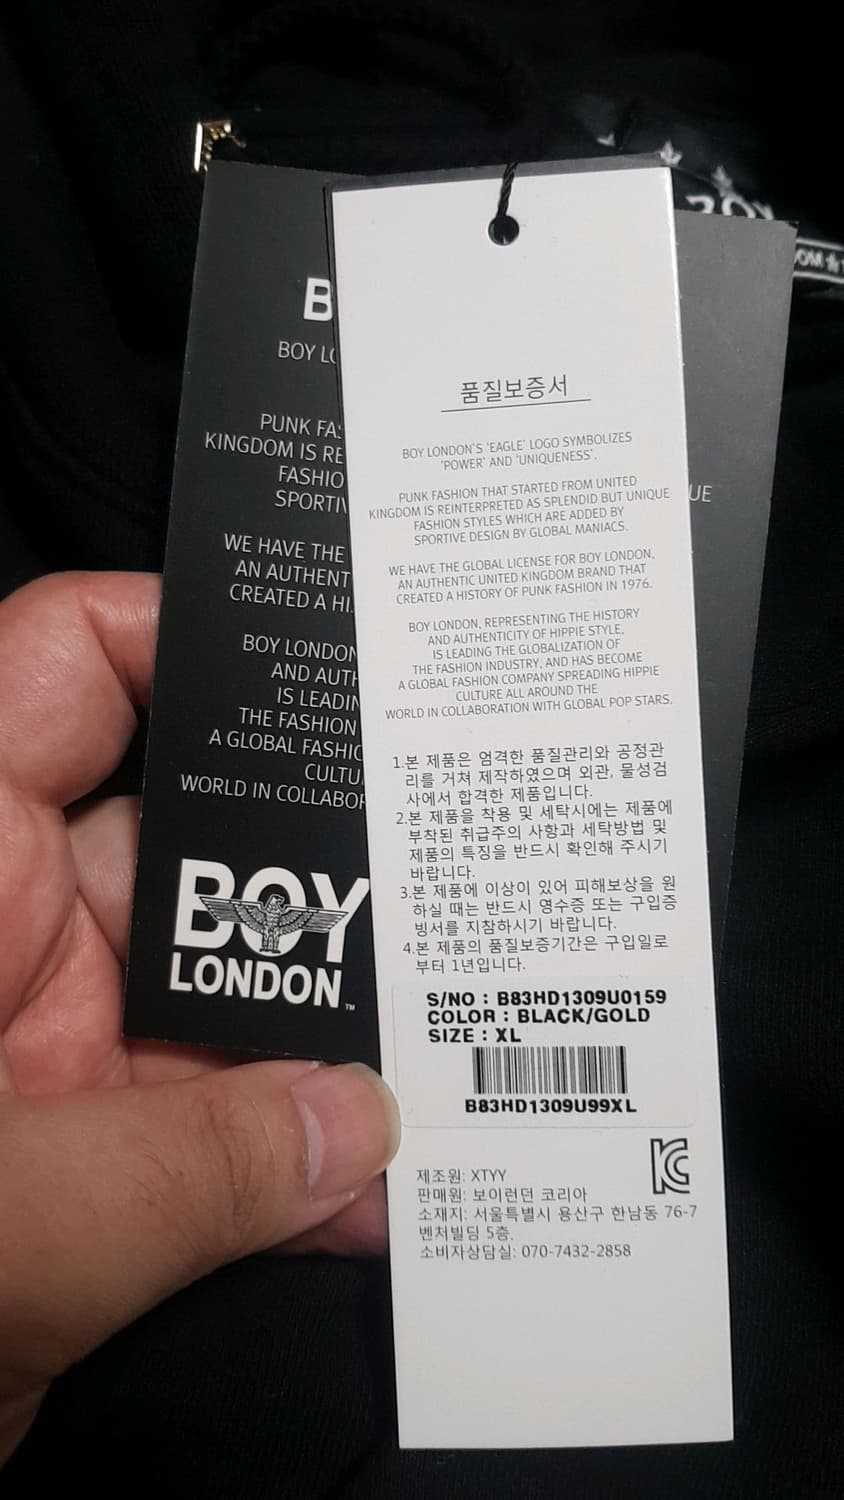 BOY LO
PUNK FA
KINGDOM IS RE
FASHIO
SPORTI
WE HAVE THE
AN AUTHENT
CREATED A HI
BOY LONDON
AND AUTH
IS LEADIN
THE FASHION
A GLOBAL FASHIO
CULTU
WORLD IN COLLABOR
BOY
LONDON
TM
품질보증서
BOY LONDON'S 'EAGLE' LOGO SYMBOLIZES
'POWER' AND 'UNIQUENESS'.
PUNK FASHION THAT STARTED FROM UNITED
KINGDOM IS REINTERPRETED AS SPLENDID BUT UNIQUE
FASHION STYLES WHICH ARE ADDED BY
SPORTIVE DESIGN BY GLOBAL MANIACS.
WE HAVE THE GLOBAL LICENSE FOR BOY LONDON,
AN AUTHENTIC UNITED KINGDOM BRAND THAT
CREATED A HISTORY OF PUNK FASHION IN 1976.
BOY LONDON, REPRESENTING THE HISTORY
AND AUTHENTICITY OF HIPPIE STYLE,
IS LEADING THE GLOBALIZATION OF
THE FASHION INDUSTRY, AND HAS BECOME
A GLOBAL FASHION COMPANY SPREADING HIPPIE
CULTURE ALL AROUND THE
WORLD IN COLLABORATION WITH GLOBAL POP STARS.
1.본 제품은 엄격한 품질관리와 공정관
리를 거쳐 제작하였으며 외관, 물성검
사에서 합격한 제품입니다.
2.본 제품을 착용 및 세탁시에는 제품에
부착된 취급주의 사항과 세탁방법 및
제품의 특징을 반드시 확인해 주시기
바랍니다.
3.본 제품에 이상이 있어 피해보상을 원
하실 때는 반드시 영수증 또는 구입증
빙서를 지참하시기 바랍니다.
4.본 제품의 품질보증기간은 구입일로
부터 1년입니다.
S/NO : B83HD1309U0159
COLOR : BLACK/GOLD
SIZE : XL
B83HD1309U99XL
제조원: XTYY
판매원: 보이런던 코리아
소재지: 서울특별시 용산구 한남동 76-7
벤처빌딩 5층.
소비자상담실: 070-7432-2858
UE